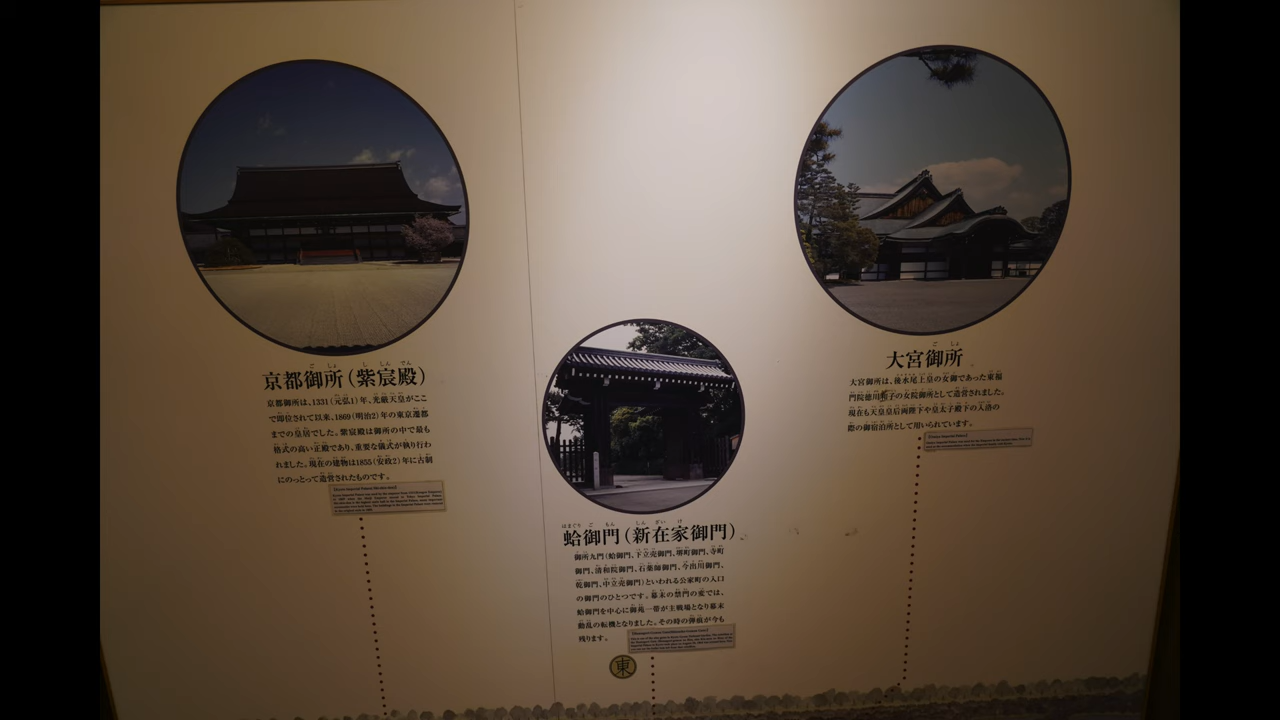 京都御所(紫宸殿)
京都御所は、1331(元弘1)年、光厳天皇がここ
で即位されて以来、1869(明治2)年の東京遷都
までの皇居でした。紫宸殿は御所の中で最も
格式の高い正殿であり、重要な儀式が執り行わ
れました。現在の建物は1855(安政2)年に古制
にのっとって造営されたものです。
蛤御門(新在家御門)
御所九門(蛤御門、下立売御門、堺町御門、寺町
御門、清和院御門、石薬師御門、今出川御門、
乾御門、中立売御門)といわれる公家町の入口
の御門のひとつです。幕末の禁門の変では、
蛤御門を中心に御苑一帯が主戦場となり幕末
動乱の転機となりました。その時の弾痕が今も
残ります。
東
大宮御所
大宮御所は、後水尾上皇の女御であった東福
門院徳川和子の女院御所として造営されました。
現在も天皇皇后両陛下や皇太子殿下の入洛の
際の御宿泊所として用いられています。